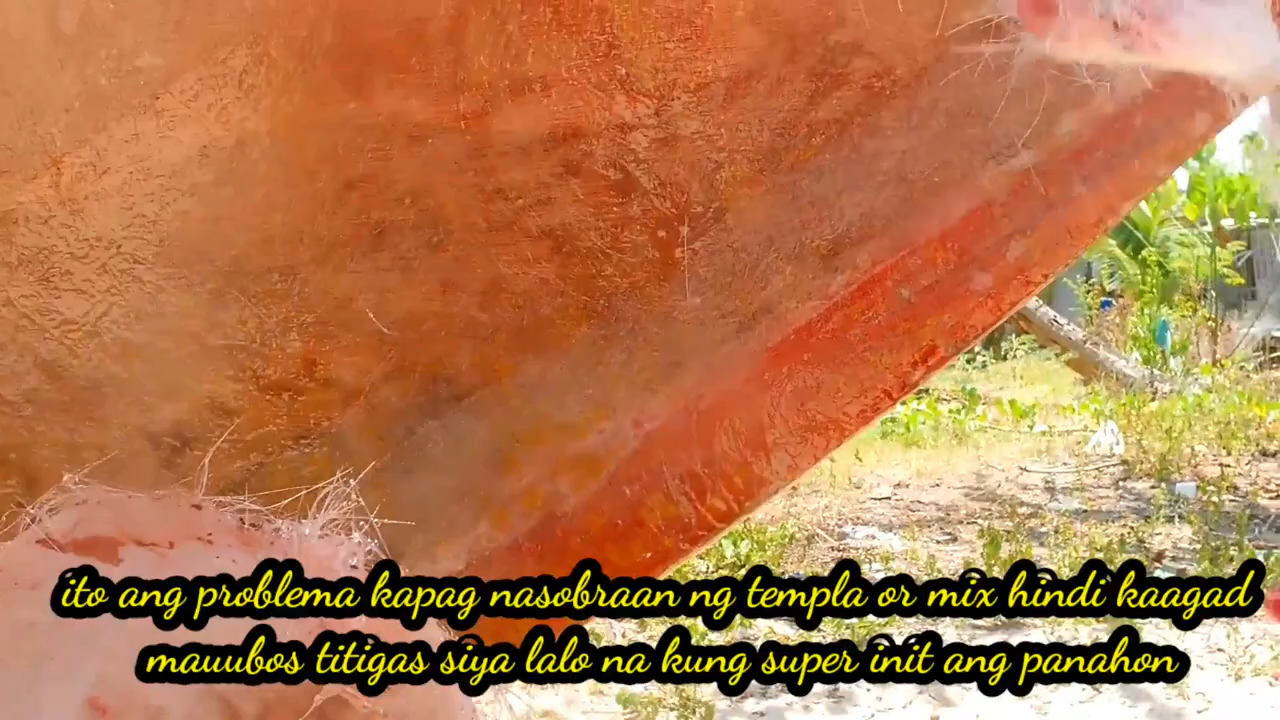 ito ang problema kapag nasobraan ng templa or mix hindi kaagad
mauubos titigas siya lalo na kung super init ang panahon